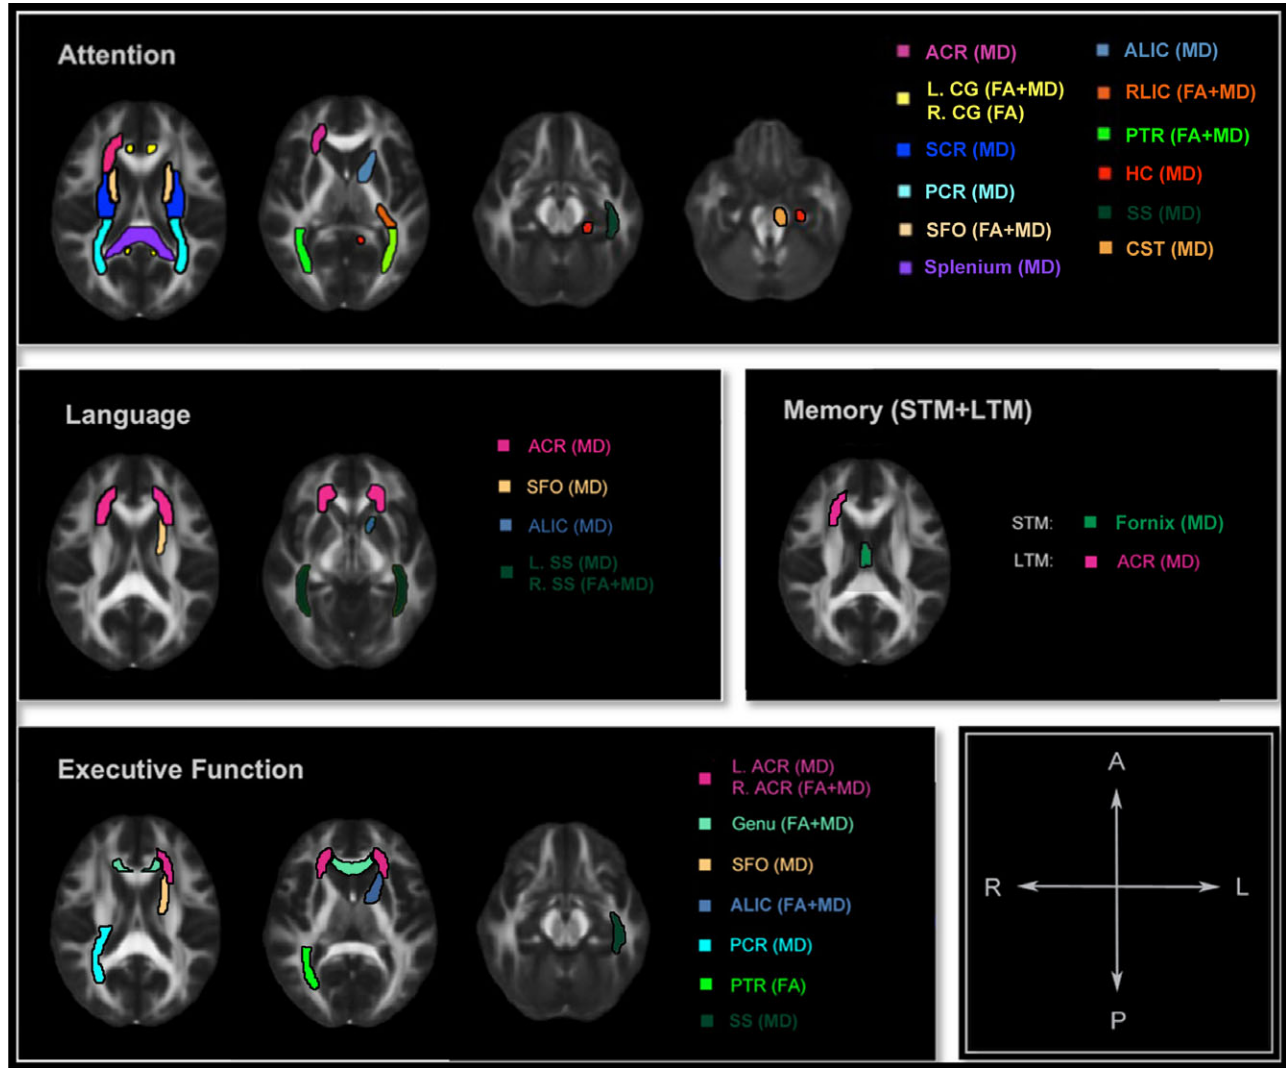 Attention
ACR (MD)
L. CG (FA+MD)
R. CG (FA)
SCR (MD)
PCR (MD)
SFO (FA+MD)
Splenium (MD)
ALIC (MD)
RLIC (FA+MD)
PTR (FA+MD)
HC (MD)
SS (MD)
CST (MD)
Language
ACR (MD)
SFO (MD)
ALIC (MD)
L. SS (MD)
R. SS (FA+MD)
Memory (STM+LTM)
STM: Fornix (MD)
LTM: ACR (MD)
Executive Function
L. ACR (MD)
R. ACR (FA+MD)
Genu (FA+MD)
SFO (MD)
ALIC (FA+MD)
PCR (MD)
PTR (FA)
SS (MD)
A
R L
P